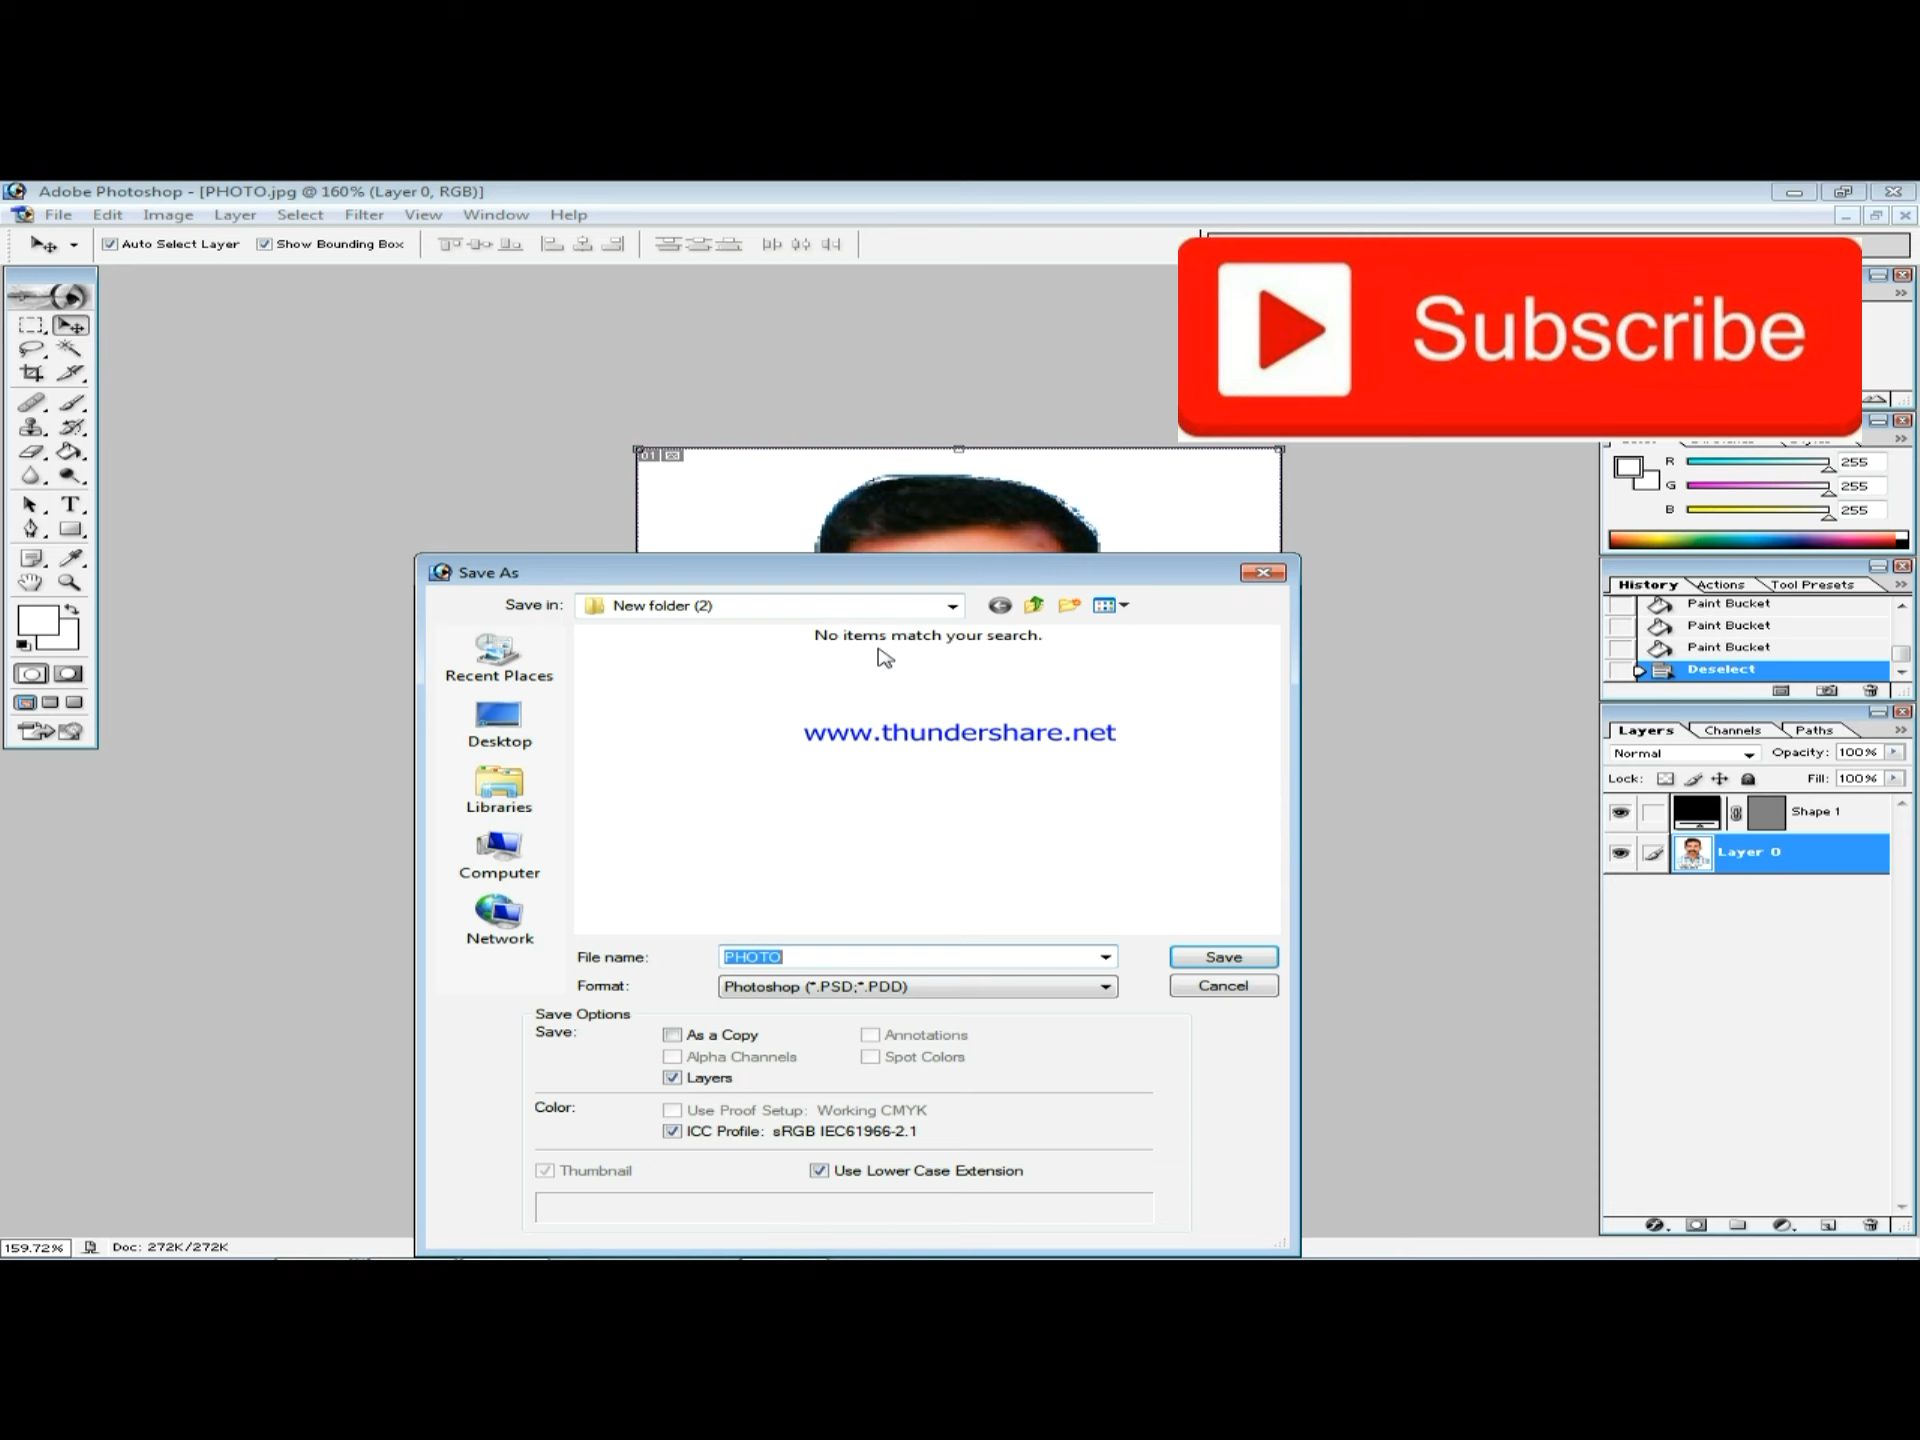 Adobe Photoshop - [PHOTO.jpg @ 160% (Layer 0, RGB)]
File Edit Image Layer Select Filter View Window Help
Auto Select Layer Show Bounding Box
Subscribe
01
R 255
G 255
B 255
Save As
Save in: New folder (2)
No items match your search.
Recent Places
Desktop
Libraries
Computer
Network
www.thundershare.net
File name: PHOTO Save
Format: Photoshop (*.PSD;*.PDD) Cancel
Save Options
Save: As a Copy Annotations
Alpha Channels Spot Colors
Layers
Color: Use Proof Setup: Working CMYK
ICC Profile: sRGB IEC61966-2.1
Thumbnail Use Lower Case Extension
History Actions Tool Presets
Paint Bucket
Paint Bucket
Paint Bucket
Deselect
Layers Channels Paths
Normal Opacity: 100%
Lock: Fill: 100%
Shape 1
Layer 0
159.72% Doc: 272K/272K